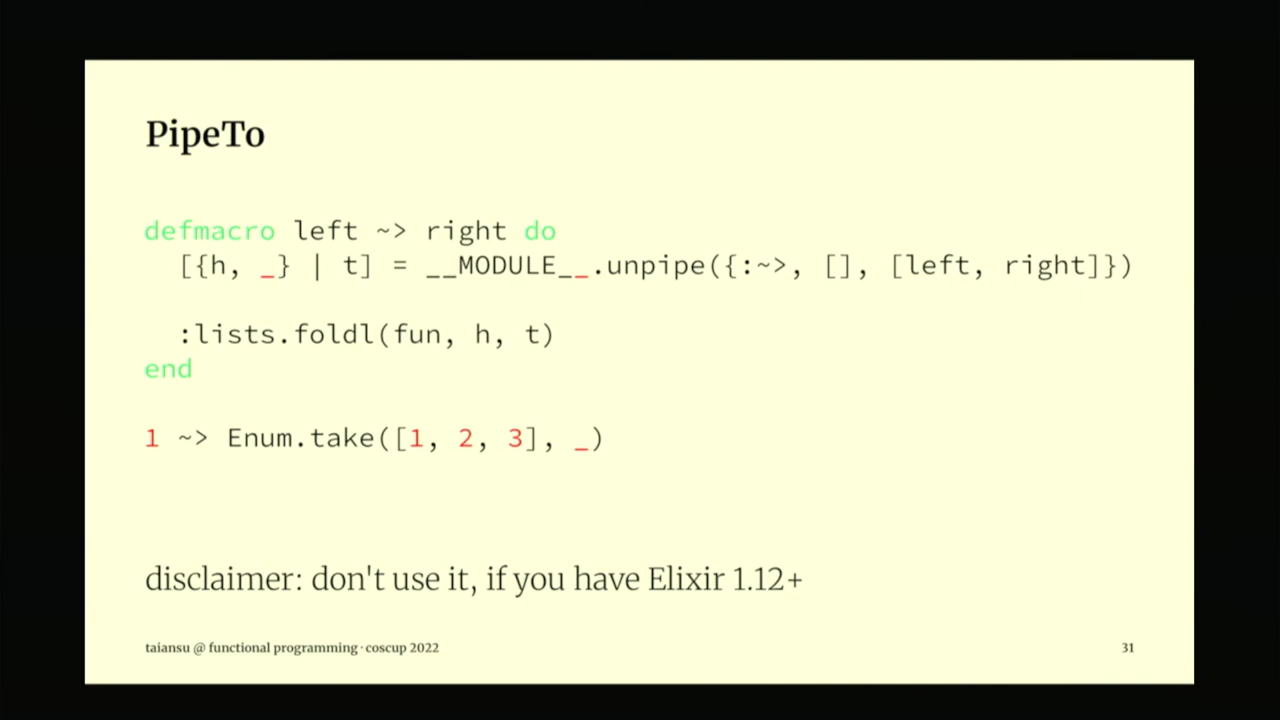 PipeTo
defmacro left ~> right do
[{h, _} | t] = __MODULE__.unpipe({:~>, [], [left, right]})
:lists.foldl(fun, h, t)
end
1 ~> Enum.take([1, 2, 3], _)
disclaimer: don't use it, if you have Elixir 1.12+
taiansu @ functional programming · coscup 2022
31